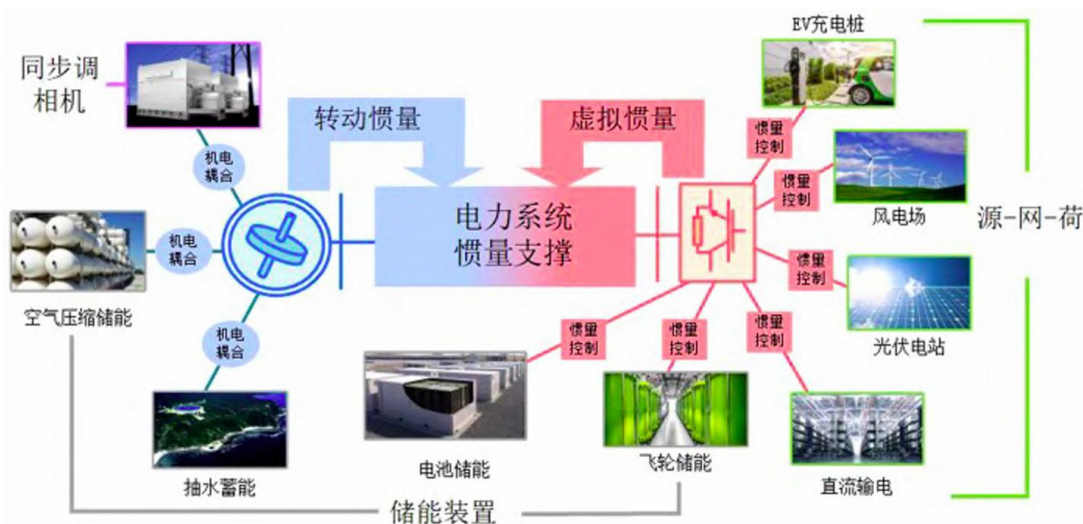 EV充电桩
同步调
相机
转动惯量
虚拟惯量
惯量
控制
机电
耦合
惯量
控制
风电场
源-网-荷
电力系统
惯量支撑
机电
耦合
惯量
控制
空气压缩储能
机电
耦合
惯量
控制
惯量
控制
惯量
控制
光伏电站
抽水蓄能
电池储能
飞轮储能
直流输电
储能装置